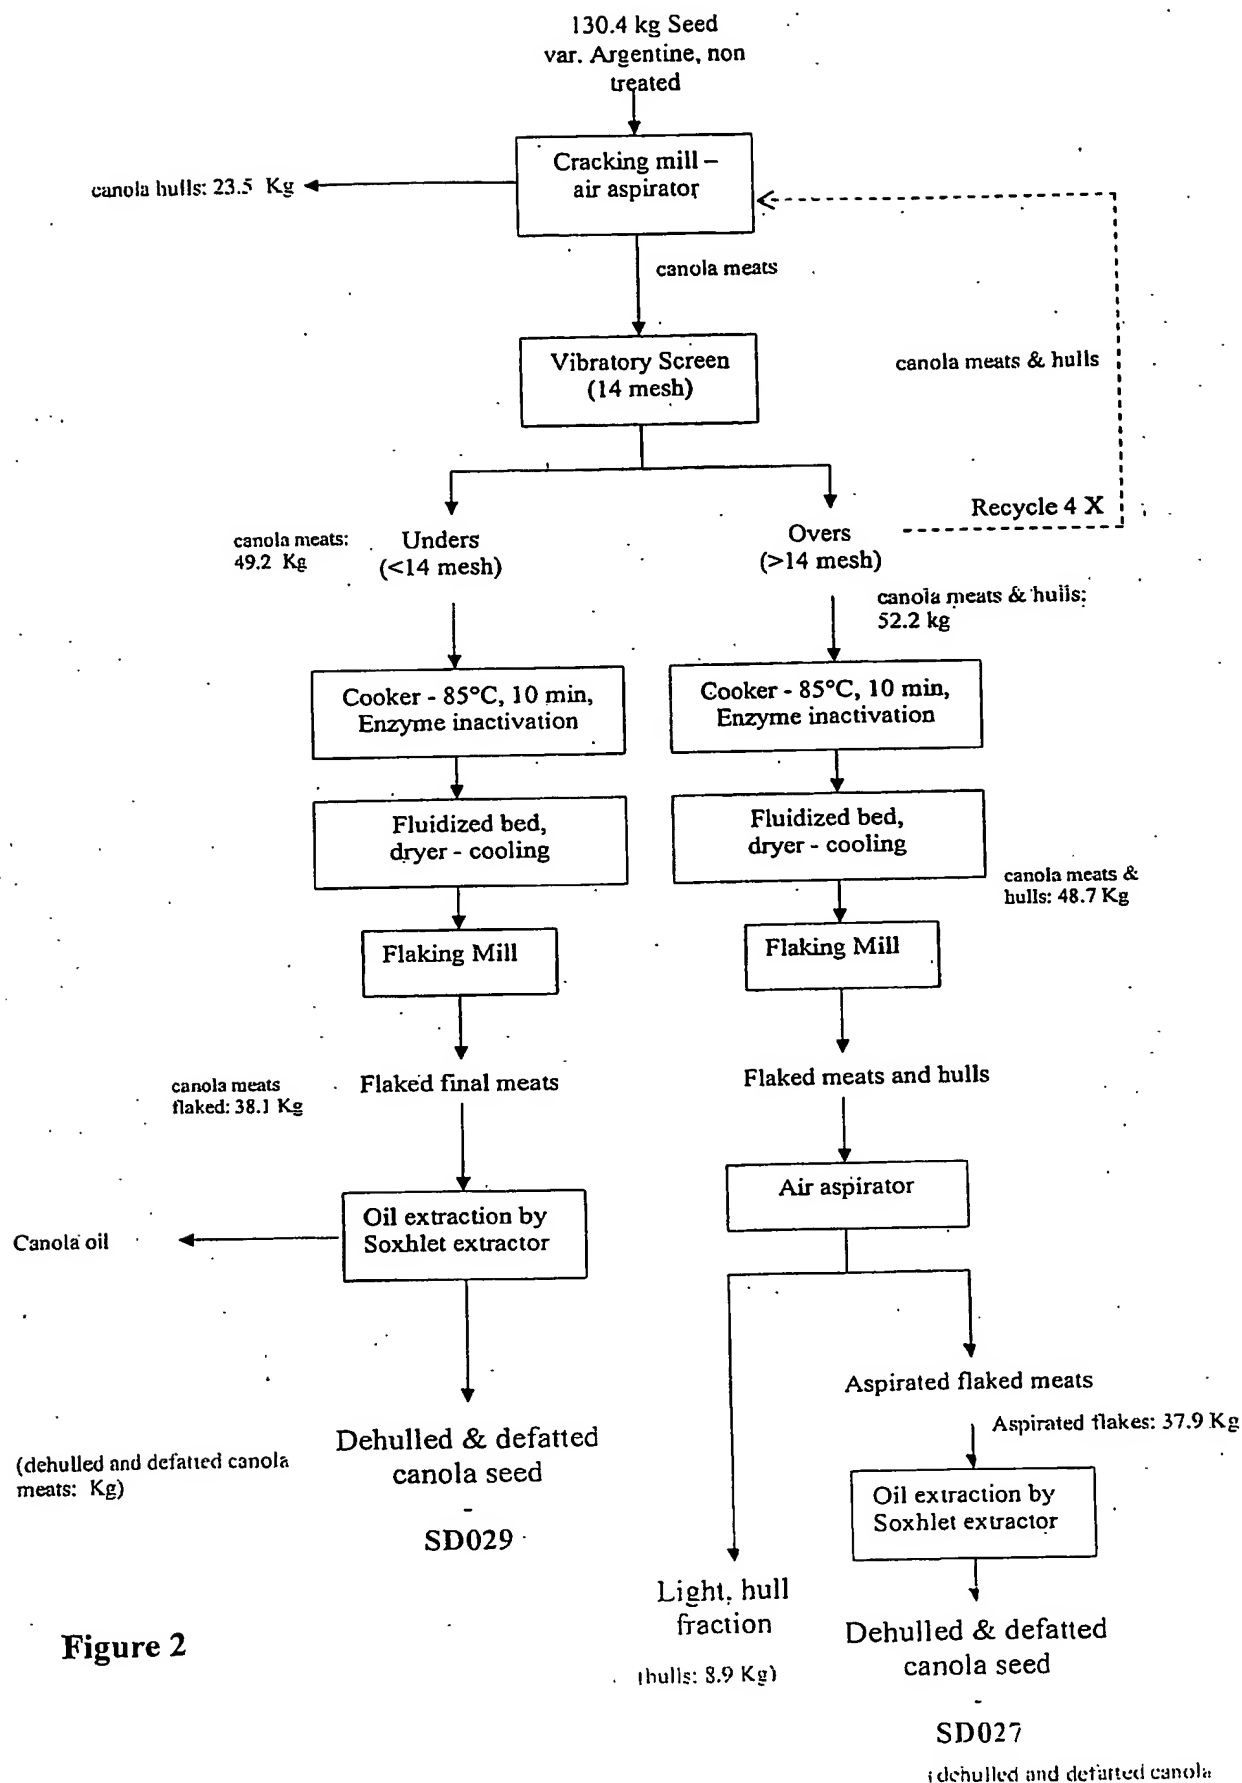 130.4 kg Seed
var. Argentine, non
treated
Cracking mill –
air aspirator
canola hulls: 23.5 Kg
canola meats
Vibratory Screen
(14 mesh)
canola meats & hulls
Recycle 4 X
canola meats:
49.2 Kg
Unders
(<14 mesh)
Overs
(>14 mesh)
canola meats & hulls:
52.2 kg
Cooker - 85°C, 10 min,
Enzyme inactivation
Cooker - 85°C, 10 min,
Enzyme inactivation
Fluidized bed,
dryer - cooling
Fluidized bed,
dryer - cooling
canola meats &
hulls: 48.7 Kg
Flaking Mill
Flaking Mill
canola meats
flaked: 38.1 Kg
Flaked final meats
Flaked meats and hulls
Air aspirator
Oil extraction by
Soxhlet extractor
Canola oil
Aspirated flaked meats
Aspirated flakes: 37.9 Kg
(dehulled and defatted canola
meats: Kg)
Dehulled & defatted
canola seed
-
SD029
Oil extraction by
Soxhlet extractor
Light, hull
fraction
(hulls: 8.9 Kg)
Dehulled & defatted
canola seed
-
SD027
(dehulled and defatted canola
Figure 2